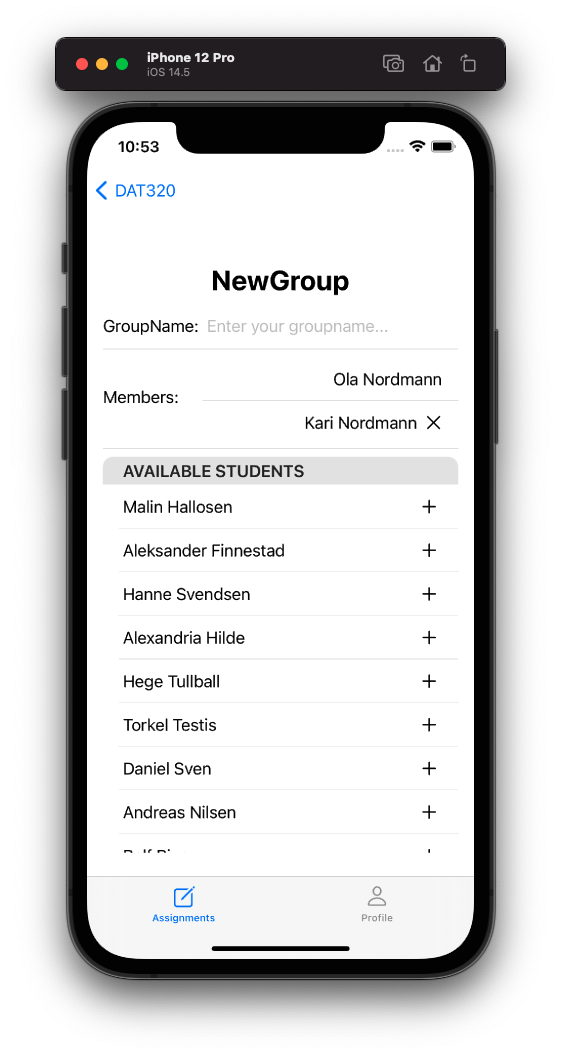 iPhone 12 Pro
iOS 14.5
10:53
DAT320
NewGroup
GroupName: Enter your groupname...
Ola Nordmann
Members:
Kari Nordmann
AVAILABLE STUDENTS
Malin Hallosen
Aleksander Finnestad
Hanne Svendsen
Alexandria Hilde
Hege Tullball
Torkel Testis
Daniel Sven
Andreas Nilsen
Assignments
Profile